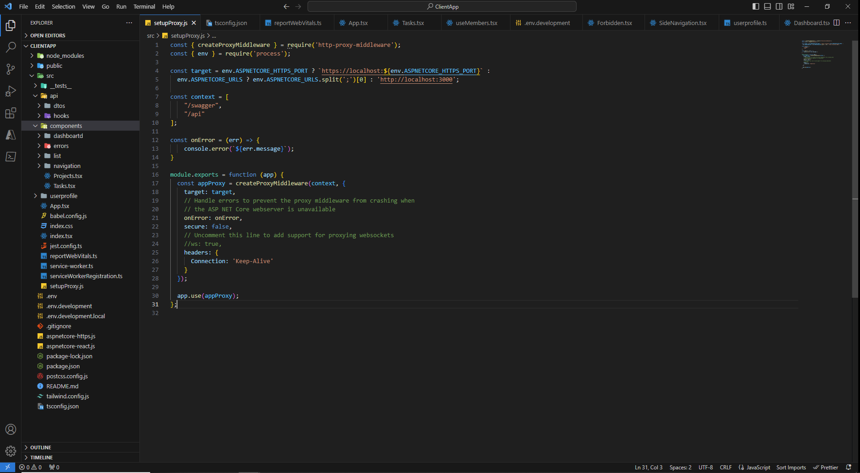 File Edit Selection View Go Run Terminal Help
ClientApp
EXPLORER
setupProxy.js
tsconfig.json
reportWebVitals.ts
App.tsx
Tasks.tsx
useMembers.tsx
.env.development
Forbidden.tsx
SideNavigation.tsx
userprofile.ts
Dashboard.tsx
src > setupProxy.js > ...
OPEN EDITORS
CLIENTAPP
node_modules
public
src
__tests__
api
dtos
hooks
components
dashboartd
errors
list
navigation
Projects.tsx
Tasks.tsx
userprofile
App.tsx
babel.config.js
index.css
index.tsx
jest.config.ts
reportWebVitals.ts
service-worker.ts
serviceWorkerRegistration.ts
setupProxy.js
.env
.env.development
.env.development.local
.gitignore
aspnetcore-https.js
aspnetcore-react.js
package-lock.json
package.json
postcss.config.js
README.md
tailwind.config.js
tsconfig.json
OUTLINE
TIMELINE
1 const { createProxyMiddleware } = require('http-proxy-middleware');
2 const { env } = require('process');
3
4 const target = env.ASPNETCORE_HTTPS_PORT ? `https://localhost:${env.ASPNETCORE_HTTPS_PORT}` :
5 env.ASPNETCORE_URLS ? env.ASPNETCORE_URLS.split(';')[0] : 'http://localhost:3000';
6
7 const context = [
8 "/swagger",
9 "/api"
10 ];
11
12 const onError = (err) => {
13 console.error(`${err.message}`);
14 }
15
16 module.exports = function (app) {
17 const appProxy = createProxyMiddleware(context, {
18 target: target,
19 // Handle errors to prevent the proxy middleware from crashing when
20 // the ASP NET Core webserver is unavailable
21 onError: onError,
22 secure: false,
23 // Uncomment this line to add support for proxying websockets
24 //ws: true,
25 headers: {
26 Connection: 'Keep-Alive'
27 }
28 });
29
30 app.use(appProxy);
31 };
32
0 0 0
Ln 31, Col 3 Spaces: 2 UTF-8 CRLF JavaScript Sort Imports Prettier